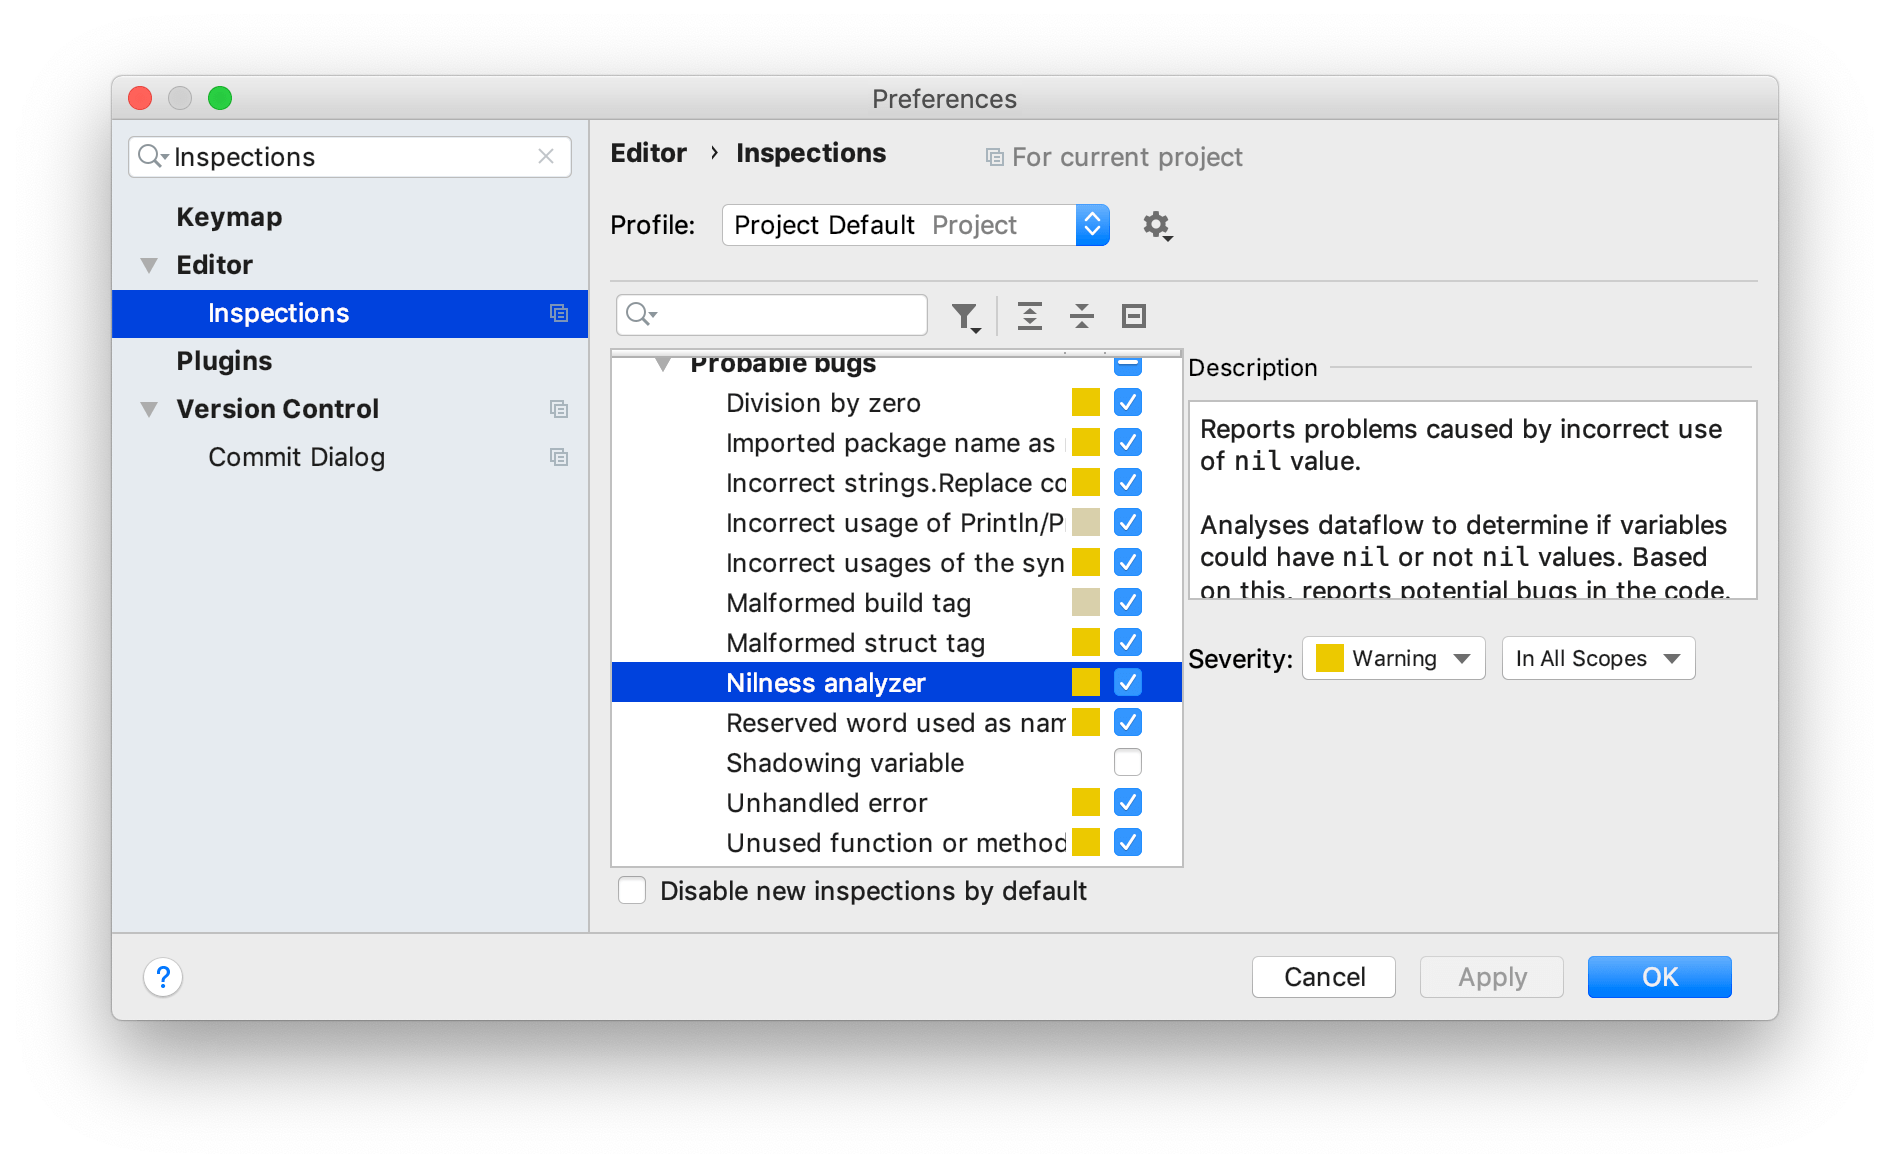 Preferences
Inspections
Keymap
Editor
Inspections
Plugins
Version Control
Commit Dialog
Editor › Inspections
For current project
Profile: Project Default Project
Probable bugs
Division by zero
Imported package name as
Incorrect strings.Replace co
Incorrect usage of Println/P
Incorrect usages of the syn
Malformed build tag
Malformed struct tag
Nilness analyzer
Reserved word used as nam
Shadowing variable
Unhandled error
Unused function or method
Disable new inspections by default
Description
Reports problems caused by incorrect use
of nil value.
Analyses dataflow to determine if variables
could have nil or not nil values. Based
on this, reports potential bugs in the code.
Severity: Warning In All Scopes
?
Cancel
Apply
OK